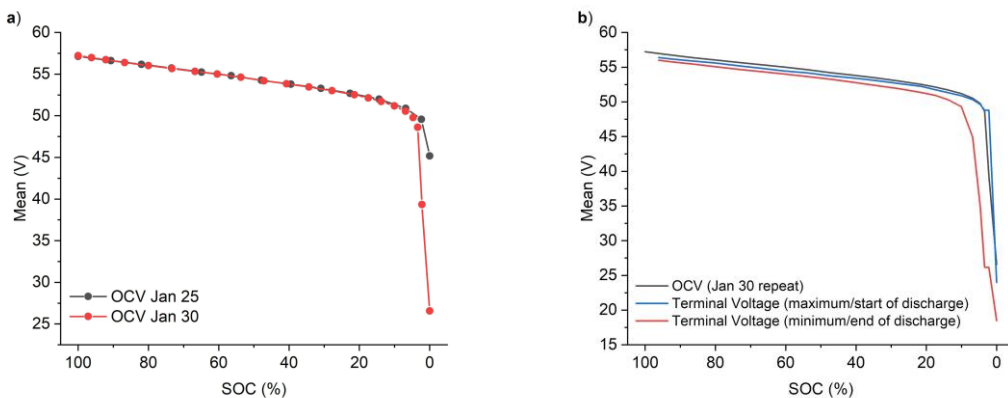 a)
60
55
50
45
40
35
30
25
Mean (V)
100
80
60
40
20
0
SOC (%)
OCV Jan 25
OCV Jan 30
b)
60
55
50
45
40
35
30
25
20
15
Mean (V)
100
80
60
40
20
0
SOC (%)
OCV (Jan 30 repeat)
Terminal Voltage (maximum/start of discharge)
Terminal Voltage (minimum/end of discharge)